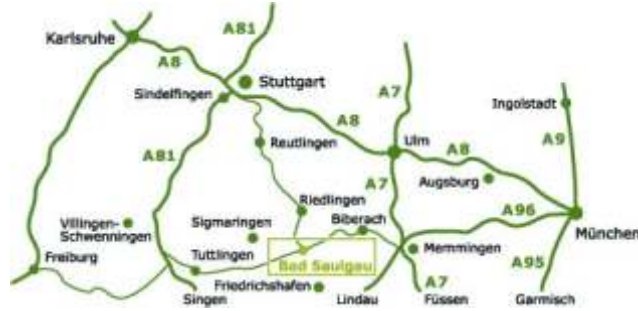 A81
Karlsruhe
A8
Stuttgart
Sindelfingen
A7
Ingolstadt
A8
A9
Reutlingen
Ulm
A8
A81
A7
Augsburg
Riedlingen
Biberach
A96
Villingen-
Schwenningen
Sigmaringen
München
Memmingen
Freiburg
Tuttlingen
Bad Saulgau
A95
A7
Friedrichshafen
Singen
Lindau
Füssen
Garmisch